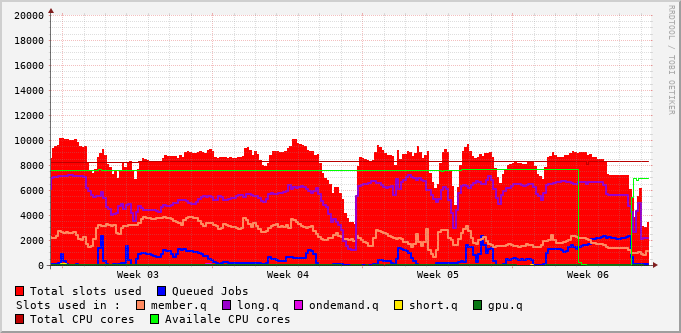 20000
18000
16000
14000
12000
10000
8000
6000
4000
2000
0
Week 03 Week 04 Week 05 Week 06
RRDTOOL / TOBI OETIKER
Total slots used Queued Jobs
Slots used in : member.q long.q ondemand.q short.q gpu.q
Total CPU cores Availale CPU cores